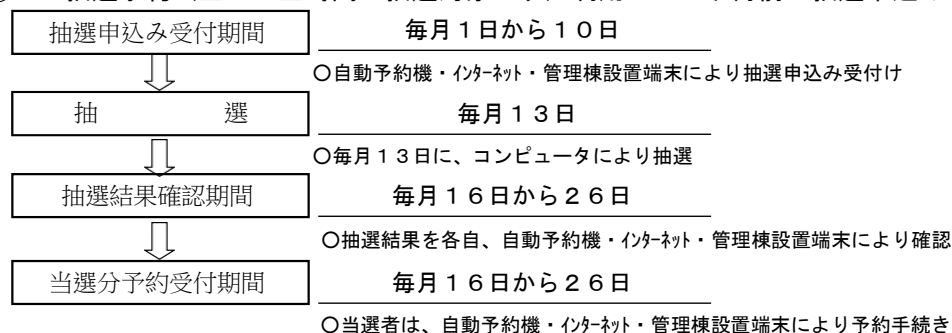 抽選申込み受付期間 毎月1日から10日
○自動予約機・インターネット・管理棟設置端末により抽選申込み受付け
抽 選 毎月13日
○毎月13日に、コンピュータにより抽選
抽選結果確認期間 毎月16日から26日
○抽選結果を各自、自動予約機・インターネット・管理棟設置端末により確認
当選分予約受付期間 毎月16日から26日
○当選者は、自動予約機・インターネット・管理棟設置端末により予約手続き